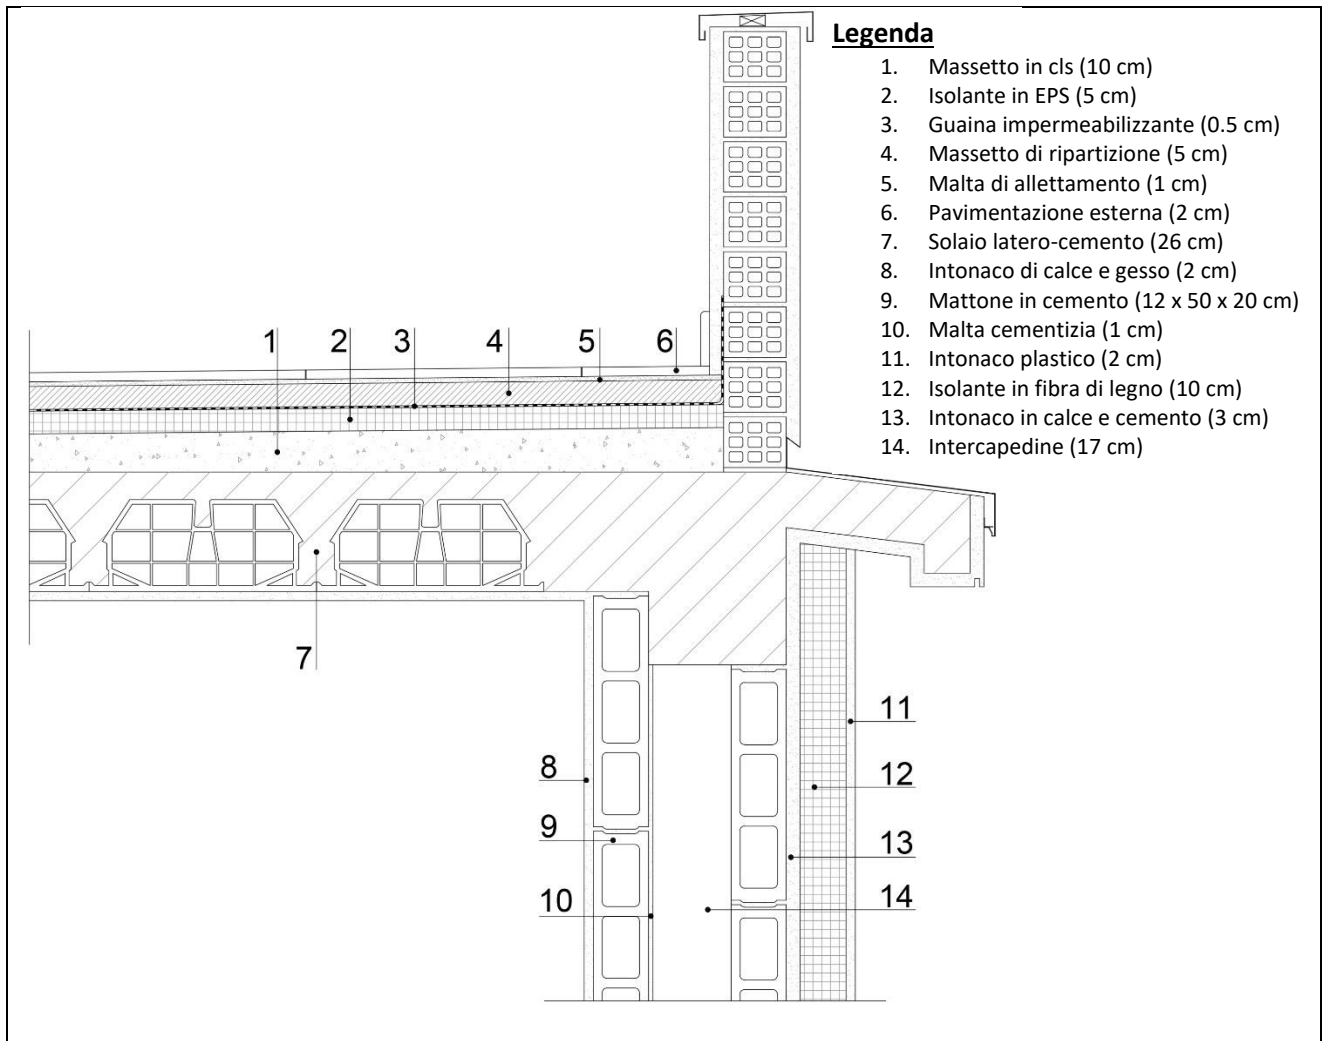 Legenda
1. Massetto in cls (10 cm)
2. Isolante in EPS (5 cm)
3. Guaina impermeabilizzante (0.5 cm)
4. Massetto di ripartizione (5 cm)
5. Malta di allettamento (1 cm)
6. Pavimentazione esterna (2 cm)
7. Solaio latero-cemento (26 cm)
8. Intonaco di calce e gesso (2 cm)
9. Mattone in cemento (12 x 50 x 20 cm)
10. Malta cementizia (1 cm)
11. Intonaco plastico (2 cm)
12. Isolante in fibra di legno (10 cm)
13. Intonaco in calce e cemento (3 cm)
14. Intercapedine (17 cm)
1 2 3 4 5 6
7
8
9
10
11
12
13
14